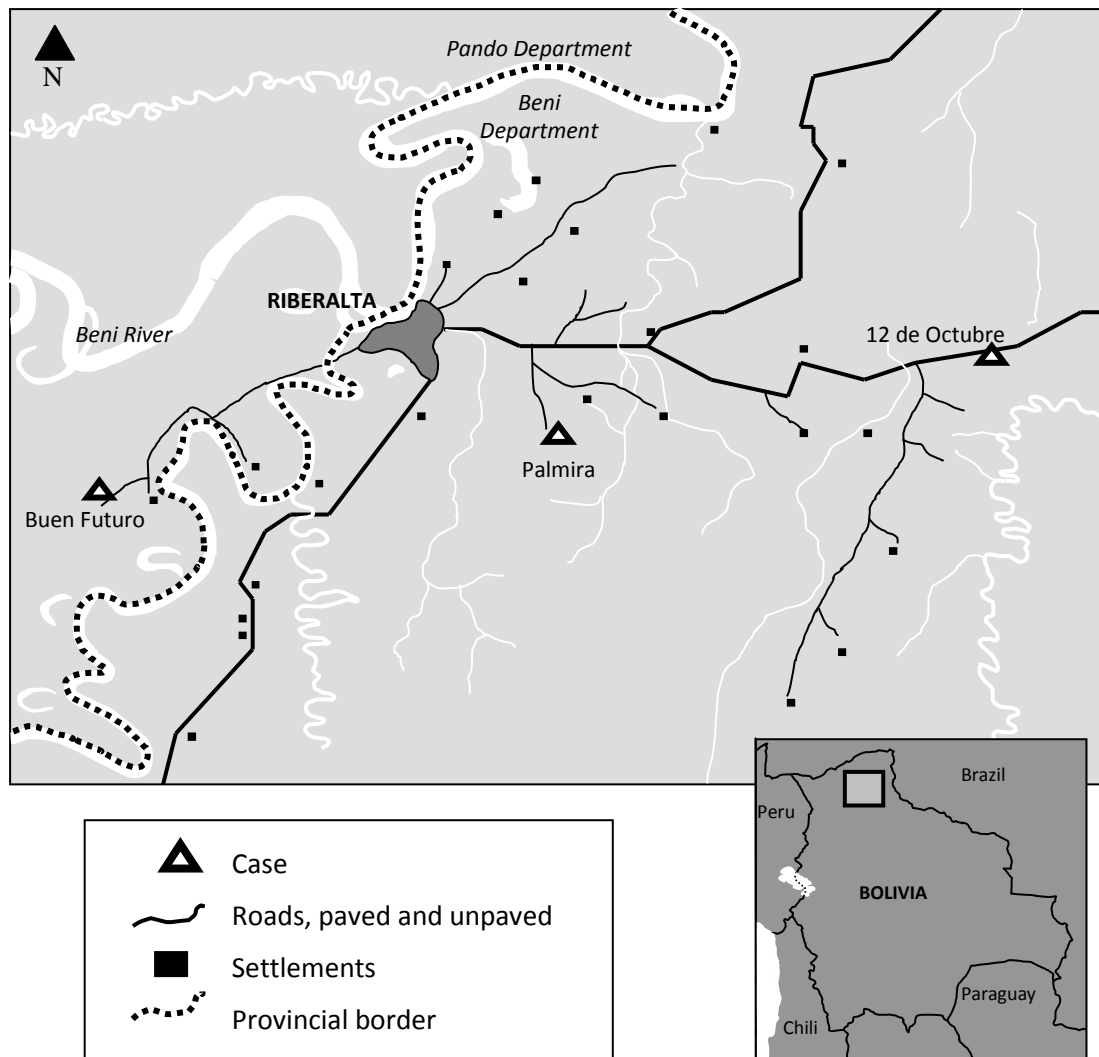 N
Pando Department
Beni
Department
RIBERALTA
Beni River
12 de Octubre
Palmira
Buen Futuro
Case
Roads, paved and unpaved
Settlements
Provincial border
Brazil
Peru
BOLIVIA
Paraguay
Chili